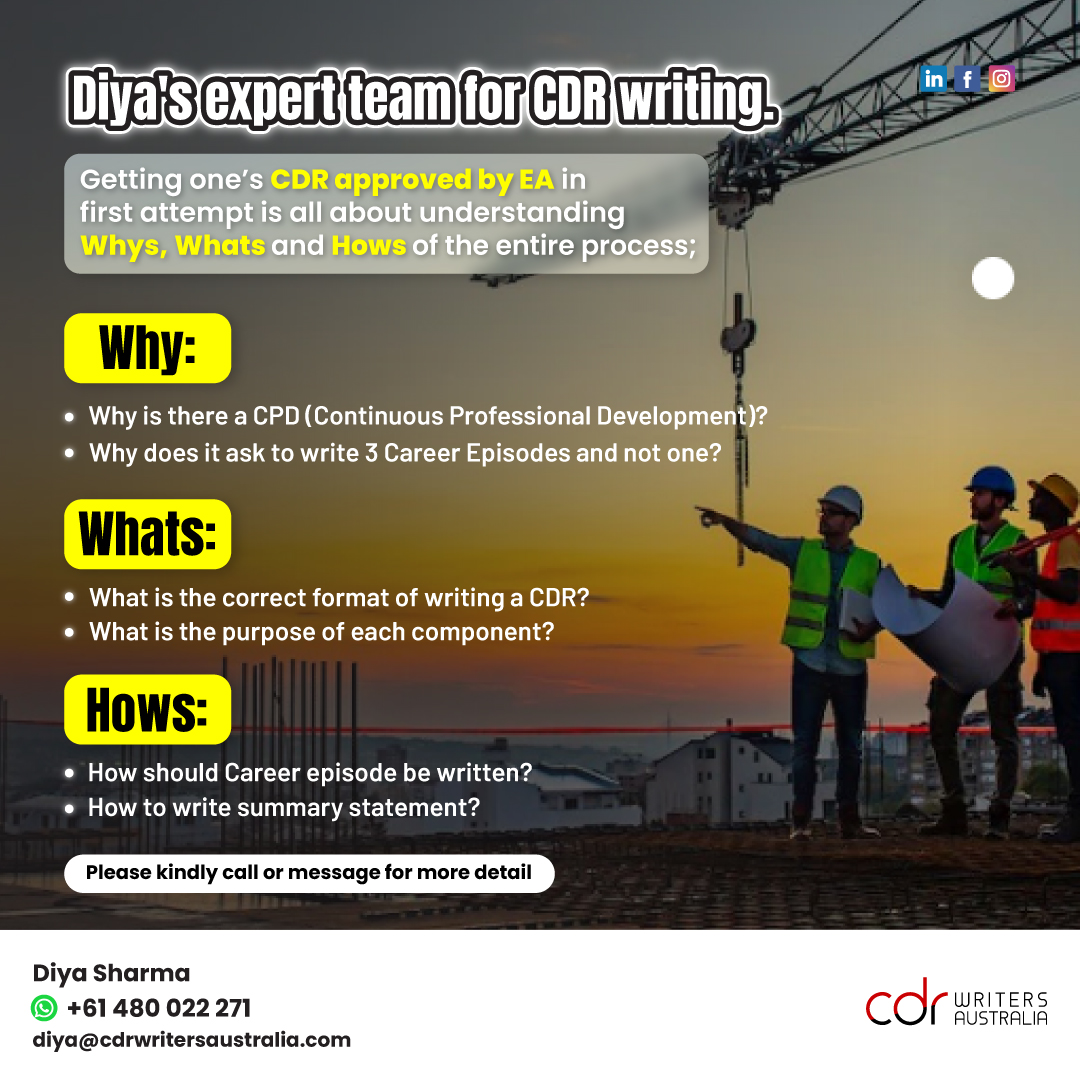 Diya's expert team for CDR writing.
in f
Getting one's CDR approved by EA in
first attempt is all about understanding
Whys, Whats and Hows of the entire process;
Why:
• Why is there a CPD (Continuous Professional Development)?
• Why does it ask to write 3 Career Episodes and not one?
Whats:
• What is the correct format of writing a CDR?
• What is the purpose of each component?
Hows:
• How should Career episode be written?
• How to write summary statement?
Please kindly call or message for more detail
Diya Sharma
+61 480 022 271
diya@cdrwritersaustralia.com
cdr WRITERS
AUSTRALIA